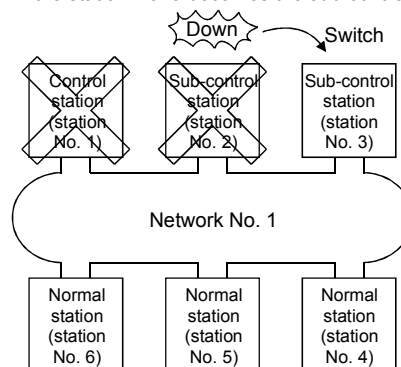 Down
Switch
Control
station
(station
No. 1)
Sub-control
station
(station
No. 2)
Sub-control
station
(station
No. 3)
Network No. 1
Normal
station
(station
No. 6)
Normal
station
(station
No. 5)
Normal
station
(station
No. 4)